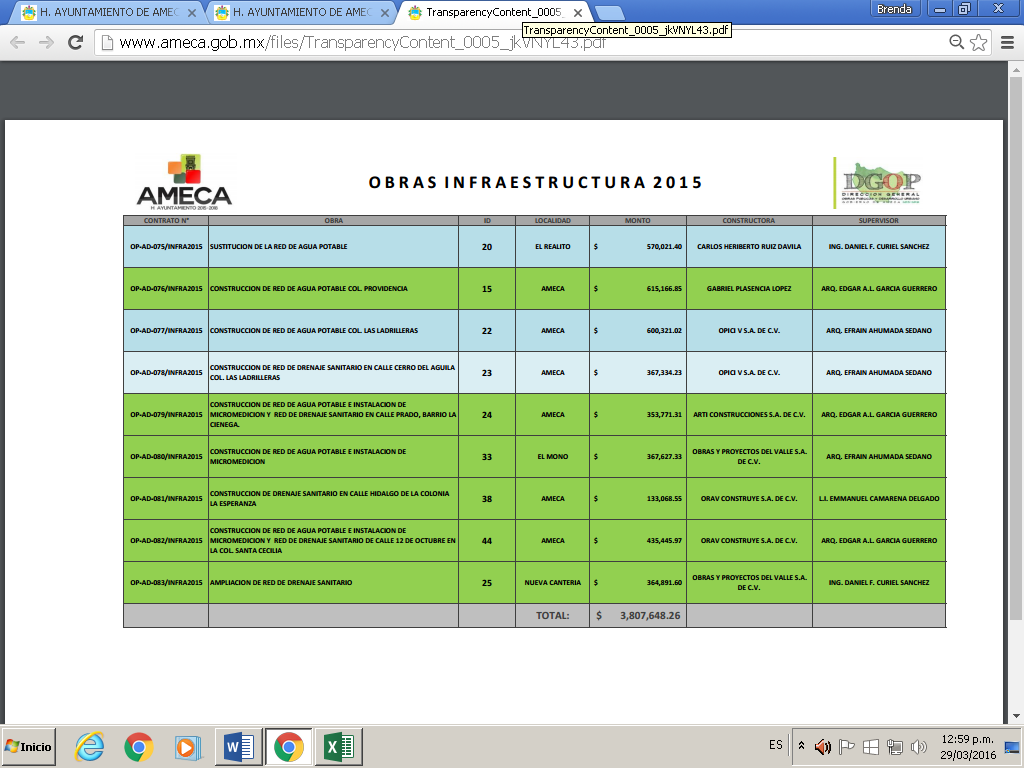 H. AYUNTAMIENTO DE AMEC
H. AYUNTAMIENTO DE AMEC
TransparencyContent_0005_
Brenda
TransparencyContent_0005_jkVNYL43.pdf
www.ameca.gob.mx/files/TransparencyContent_0005_jkVNYL43.pdf
AMECA
H. AYUNTAMIENTO 2015-2018
OBRAS INFRAESTRUCTURA 2015
DGOP
DIRECCION GENERAL
CONTRATO N° OBRA ID LOCALIDAD MONTO CONSTRUCTORA SUPERVISOR
OP-AD-075/INFRA2015 SUSTITUCION DE LA RED DE AGUA POTABLE 20 EL REALITO $ 570,021.40 CARLOS HERIBERTO RUIZ DAVILA ING. DANIEL F. CURIEL SANCHEZ
OP-AD-076/INFRA2015 CONSTRUCCION DE RED DE AGUA POTABLE COL. PROVIDENCIA 15 AMECA $ 615,166.85 GABRIEL PLASENCIA LOPEZ ARQ. EDGAR A.L. GARCIA GUERRERO
OP-AD-077/INFRA2015 CONSTRUCCION DE RED DE AGUA POTABLE COL. LAS LADRILLERAS 22 AMECA $ 600,321.02 OPICI V S.A. DE C.V. ARQ. EFRAIN AHUMADA SEDANO
CONSTRUCCION DE RED DE DRENAJE SANITARIO EN CALLE CERRO DEL AGUILA
OP-AD-078/INFRA2015 COL. LAS LADRILLERAS 23 AMECA $ 367,334.23 OPICI V S.A. DE C.V. ARQ. EFRAIN AHUMADA SEDANO
CONSTRUCCION DE RED DE AGUA POTABLE E INSTALACION DE
OP-AD-079/INFRA2015 MICROMEDICION Y RED DE DRENAJE SANITARIO EN CALLE PRADO, BARRIO LA 24 AMECA $ 353,771.31 ARTI CONSTRUCCIONES S.A. DE C.V. ARQ. EDGAR A.L. GARCIA GUERRERO
CIENEGA.
CONSTRUCCION DE RED DE AGUA POTABLE E INSTALACION DE OBRAS Y PROYECTOS DEL VALLE S.A.
OP-AD-080/INFRA2015 MICROMEDICION 33 EL MONO $ 367,627.33 DE C.V. ARQ. EFRAIN AHUMADA SEDANO
CONSTRUCCION DE DRENAJE SANITARIO EN CALLE HIDALGO DE LA COLONIA
OP-AD-081/INFRA2015 LA ESPERANZA 38 AMECA $ 133,068.55 ORAV CONSTRUYE S.A. DE C.V. L.I. EMMANUEL CAMARENA DELGADO
CONSTRUCCION DE RED DE AGUA POTABLE E INSTALACION DE
OP-AD-082/INFRA2015 MICROMEDICION Y RED DE DRENAJE SANITARIO DE CALLE 12 DE OCTUBRE EN 44 AMECA $ 435,445.97 ORAV CONSTRUYE S.A. DE C.V. ARQ. EDGAR A.L. GARCIA GUERRERO
LA COL. SANTA CECILIA
OBRAS Y PROYECTOS DEL VALLE S.A.
OP-AD-083/INFRA2015 AMPLIACION DE RED DE DRENAJE SANITARIO 25 NUEVA CANTERIA $ 364,891.60 DE C.V. ING. DANIEL F. CURIEL SANCHEZ
TOTAL: $ 3,807,648.26
Inicio
ES
12:59 p.m.
29/03/2016